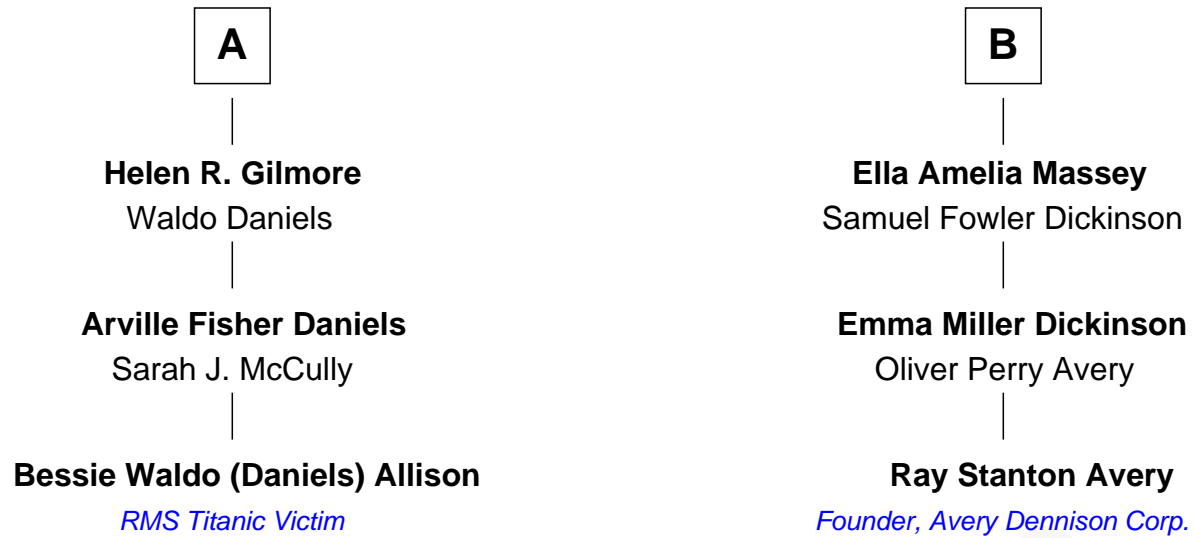 A
Helen R. Gilmore
Waldo Daniels
Arville Fisher Daniels
Sarah J. McCully
Bessie Waldo (Daniels) Allison
RMS Titanic Victim
B
Ella Amelia Massey
Samuel Fowler Dickinson
Emma Miller Dickinson
Oliver Perry Avery
Ray Stanton Avery
Founder, Avery Dennison Corp.